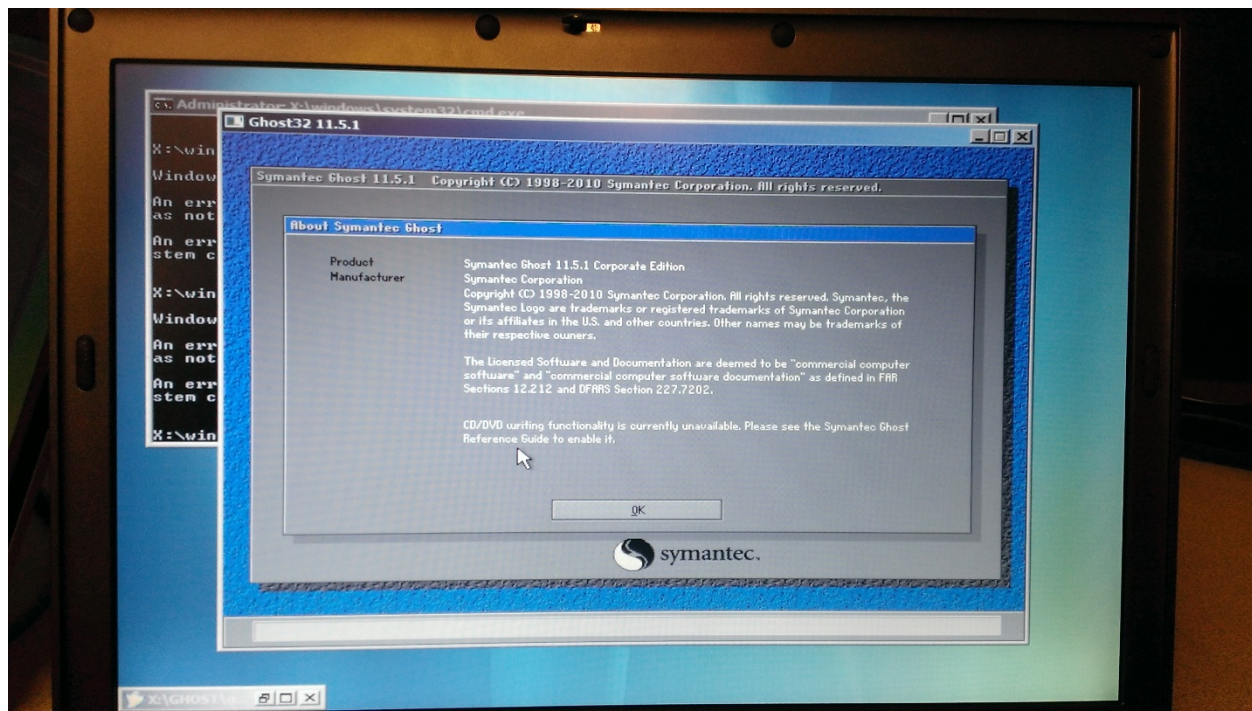 Administrator: X:\windows\system32\cmd.exe
Ghost32 11.5.1
X:\win
Window
An err
as not
An err
stem c
X:\win
Window
An err
as not
An err
stem c
X:\win
Symantec Ghost 11.5.1 Copyright (C) 1998-2010 Symantec Corporation. All rights reserved.
About Symantec Ghost
Product
Symantec Ghost 11.5.1 Corporate Edition
Manufacturer
Symantec Corporation
Copyright (C) 1998-2010 Symantec Corporation. All rights reserved. Symantec, the
Symantec Logo are trademarks or registered trademarks of Symantec Corporation
or its affiliates in the U.S. and other countries. Other names may be trademarks of
their respective owners.
The Licensed Software and Documentation are deemed to be "commercial computer
software" and "commercial computer software documentation" as defined in FAR
Sections 12.212 and DFARS Section 227.7202.
CD/DVD writing functionality is currently unavailable. Please see the Symantec Ghost
Reference Guide to enable it.
OK
symantec.
X:\GHOST\